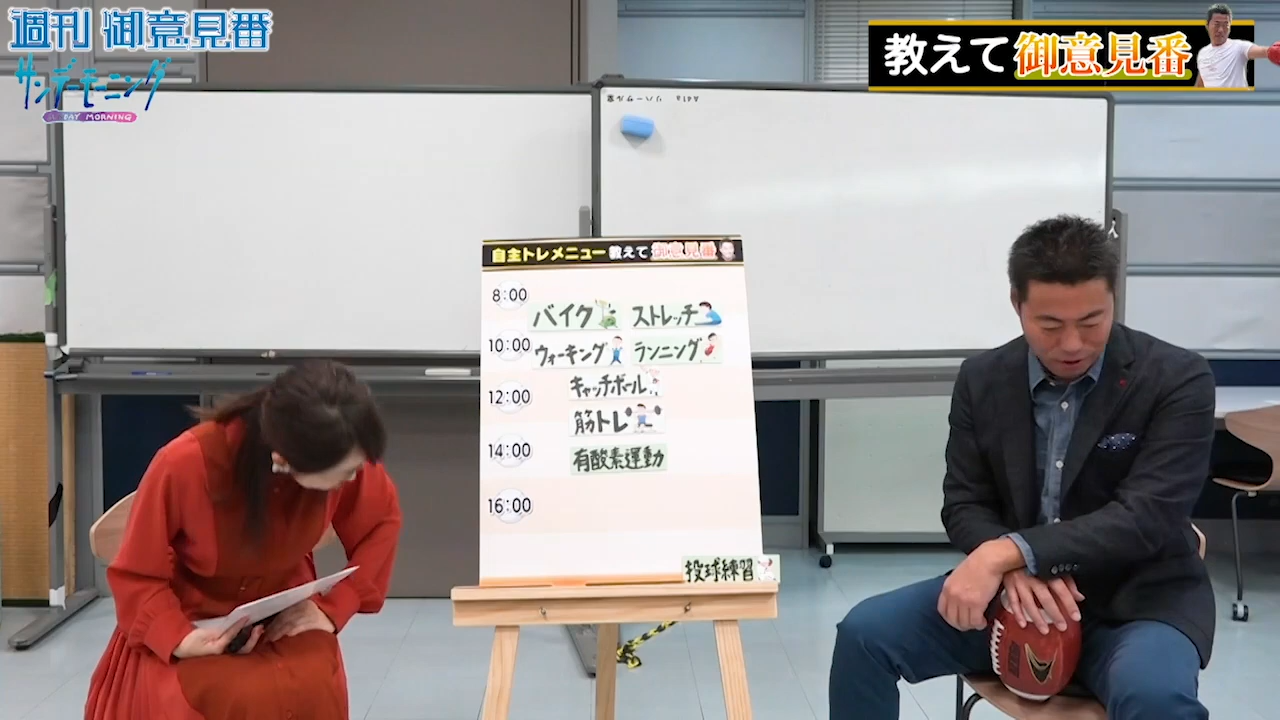 週刊 御意見番
サンデーモーニング
DAY MORNING
教えて御意見番
自主トレメニュー教えて御意見番
8:00
バイク ストレッチ
10:00
ウォーキング ランニング
キャッチボール
12:00
筋トレ
14:00
有酸素運動
16:00
投球練習